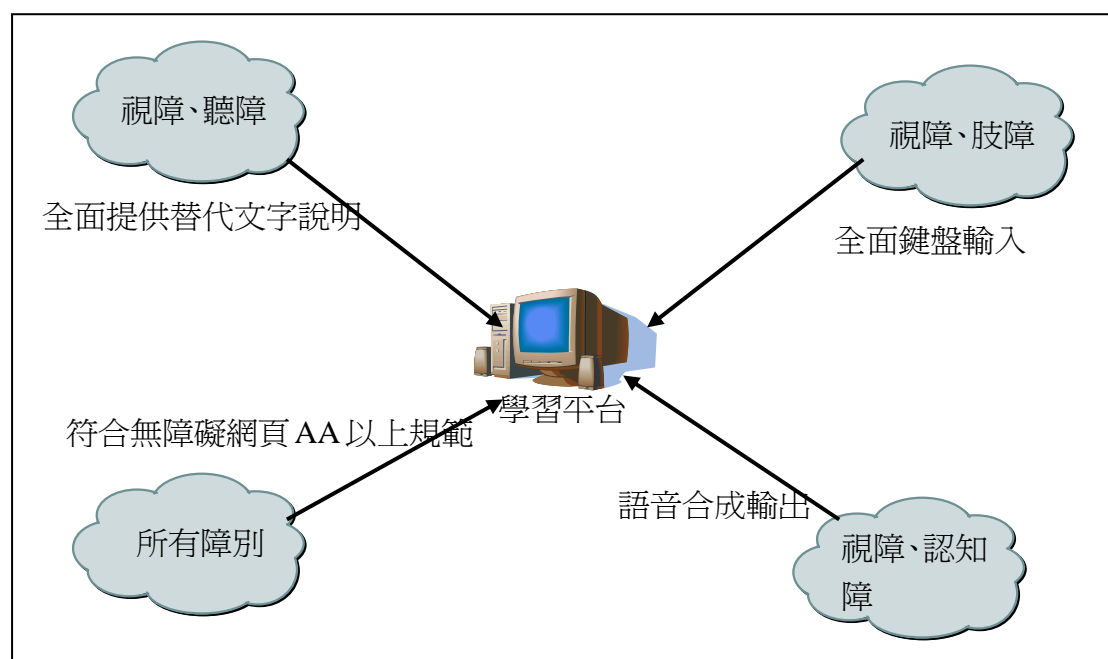 視障、聽障
視障、肢障
全面提供替代文字說明
全面鍵盤輸入
學習平台
符合無障礙網頁 AA 以上規範
語音合成輸出
所有障別
視障、認知
障